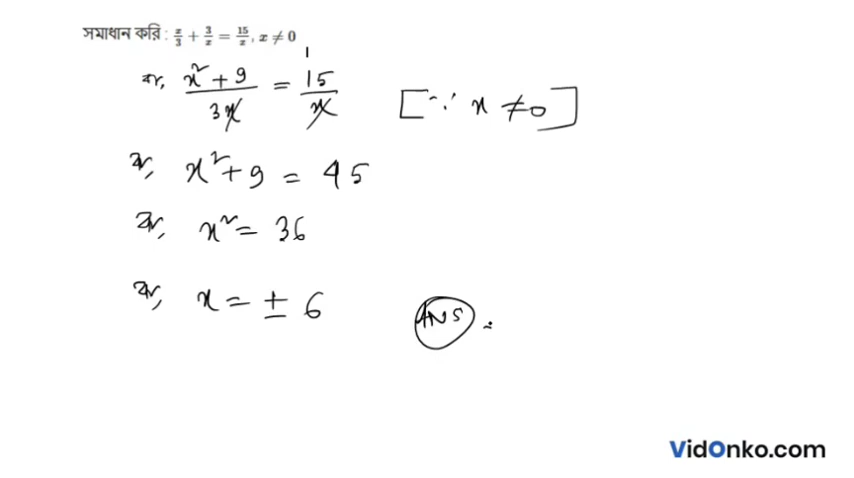 সমাধান করি : x/3 + 3/x = 15/x, x ≠ 0
বা, (x² + 9)/3x = 15/x [∵ x ≠ 0]
বা, x² + 9 = 45
বা, x² = 36
বা, x = ± 6
ANS :
VidOnko.com